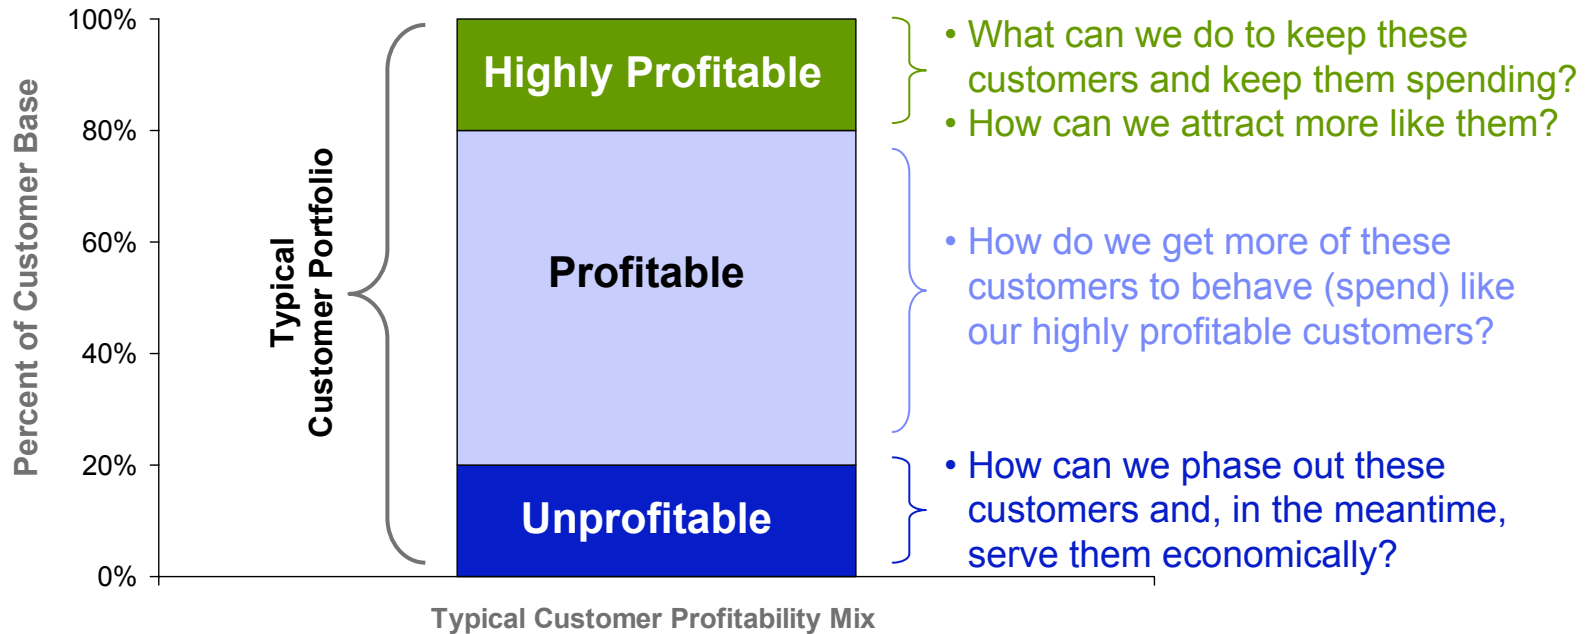 Percent of Customer Base
100%
80%
60%
40%
20%
0%
Typical
Customer Portfolio
Highly Profitable
Profitable
Unprofitable
• What can we do to keep these
customers and keep them spending?
• How can we attract more like them?
• How do we get more of these
customers to behave (spend) like
our highly profitable customers?
• How can we phase out these
customers and, in the meantime,
serve them economically?
Typical Customer Profitability Mix